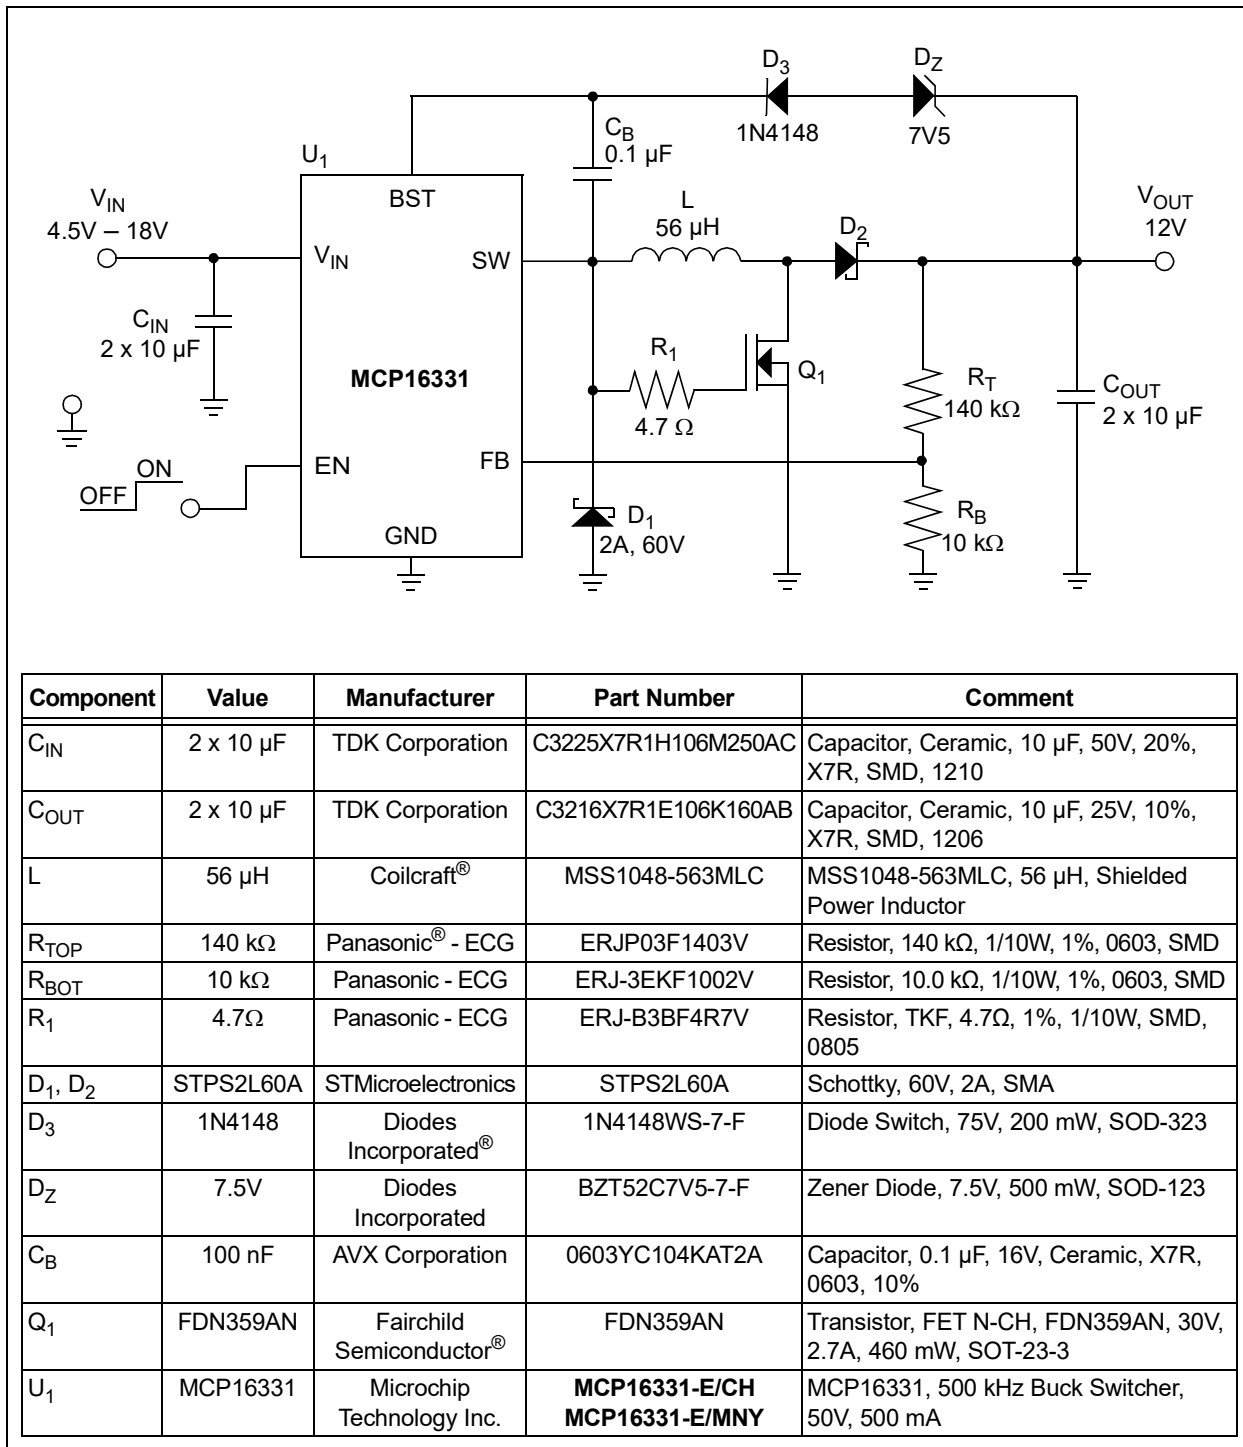 D3
1N4148
DZ
7V5
CB
0.1 µF
U1
BST
VIN
4.5V – 18V
VIN
SW
L
56 µH
D2
VOUT
12V
CIN
2 x 10 µF
MCP16331
R1
4.7 Ω
Q1
RT
140 kΩ
COUT
2 x 10 µF
ON
OFF
EN
FB
GND
D1
2A, 60V
RB
10 kΩ
Component Value Manufacturer Part Number Comment
CIN 2 x 10 µF TDK Corporation C3225X7R1H106M250AC Capacitor, Ceramic, 10 µF, 50V, 20%,
X7R, SMD, 1210
COUT 2 x 10 µF TDK Corporation C3216X7R1E106K160AB Capacitor, Ceramic, 10 µF, 25V, 10%,
X7R, SMD, 1206
L 56 µH Coilcraft® MSS1048-563MLC MSS1048-563MLC, 56 µH, Shielded
Power Inductor
RTOP 140 kΩ Panasonic® - ECG ERJP03F1403V Resistor, 140 kΩ, 1/10W, 1%, 0603, SMD
RBOT 10 kΩ Panasonic - ECG ERJ-3EKF1002V Resistor, 10.0 kΩ, 1/10W, 1%, 0603, SMD
R1 4.7Ω Panasonic - ECG ERJ-B3BF4R7V Resistor, TKF, 4.7Ω, 1%, 1/10W, SMD,
0805
D1, D2 STPS2L60A STMicroelectronics STPS2L60A Schottky, 60V, 2A, SMA
D3 1N4148 Diodes 1N4148WS-7-F Diode Switch, 75V, 200 mW, SOD-323
Incorporated®
DZ 7.5V Diodes BZT52C7V5-7-F Zener Diode, 7.5V, 500 mW, SOD-123
Incorporated
CB 100 nF AVX Corporation 0603YC104KAT2A Capacitor, 0.1 µF, 16V, Ceramic, X7R,
0603, 10%
Q1 FDN359AN Fairchild FDN359AN Transistor, FET N-CH, FDN359AN, 30V,
Semiconductor® 2.7A, 460 mW, SOT-23-3
U1 MCP16331 Microchip MCP16331-E/CH MCP16331, 500 kHz Buck Switcher,
Technology Inc. MCP16331-E/MNY 50V, 500 mA